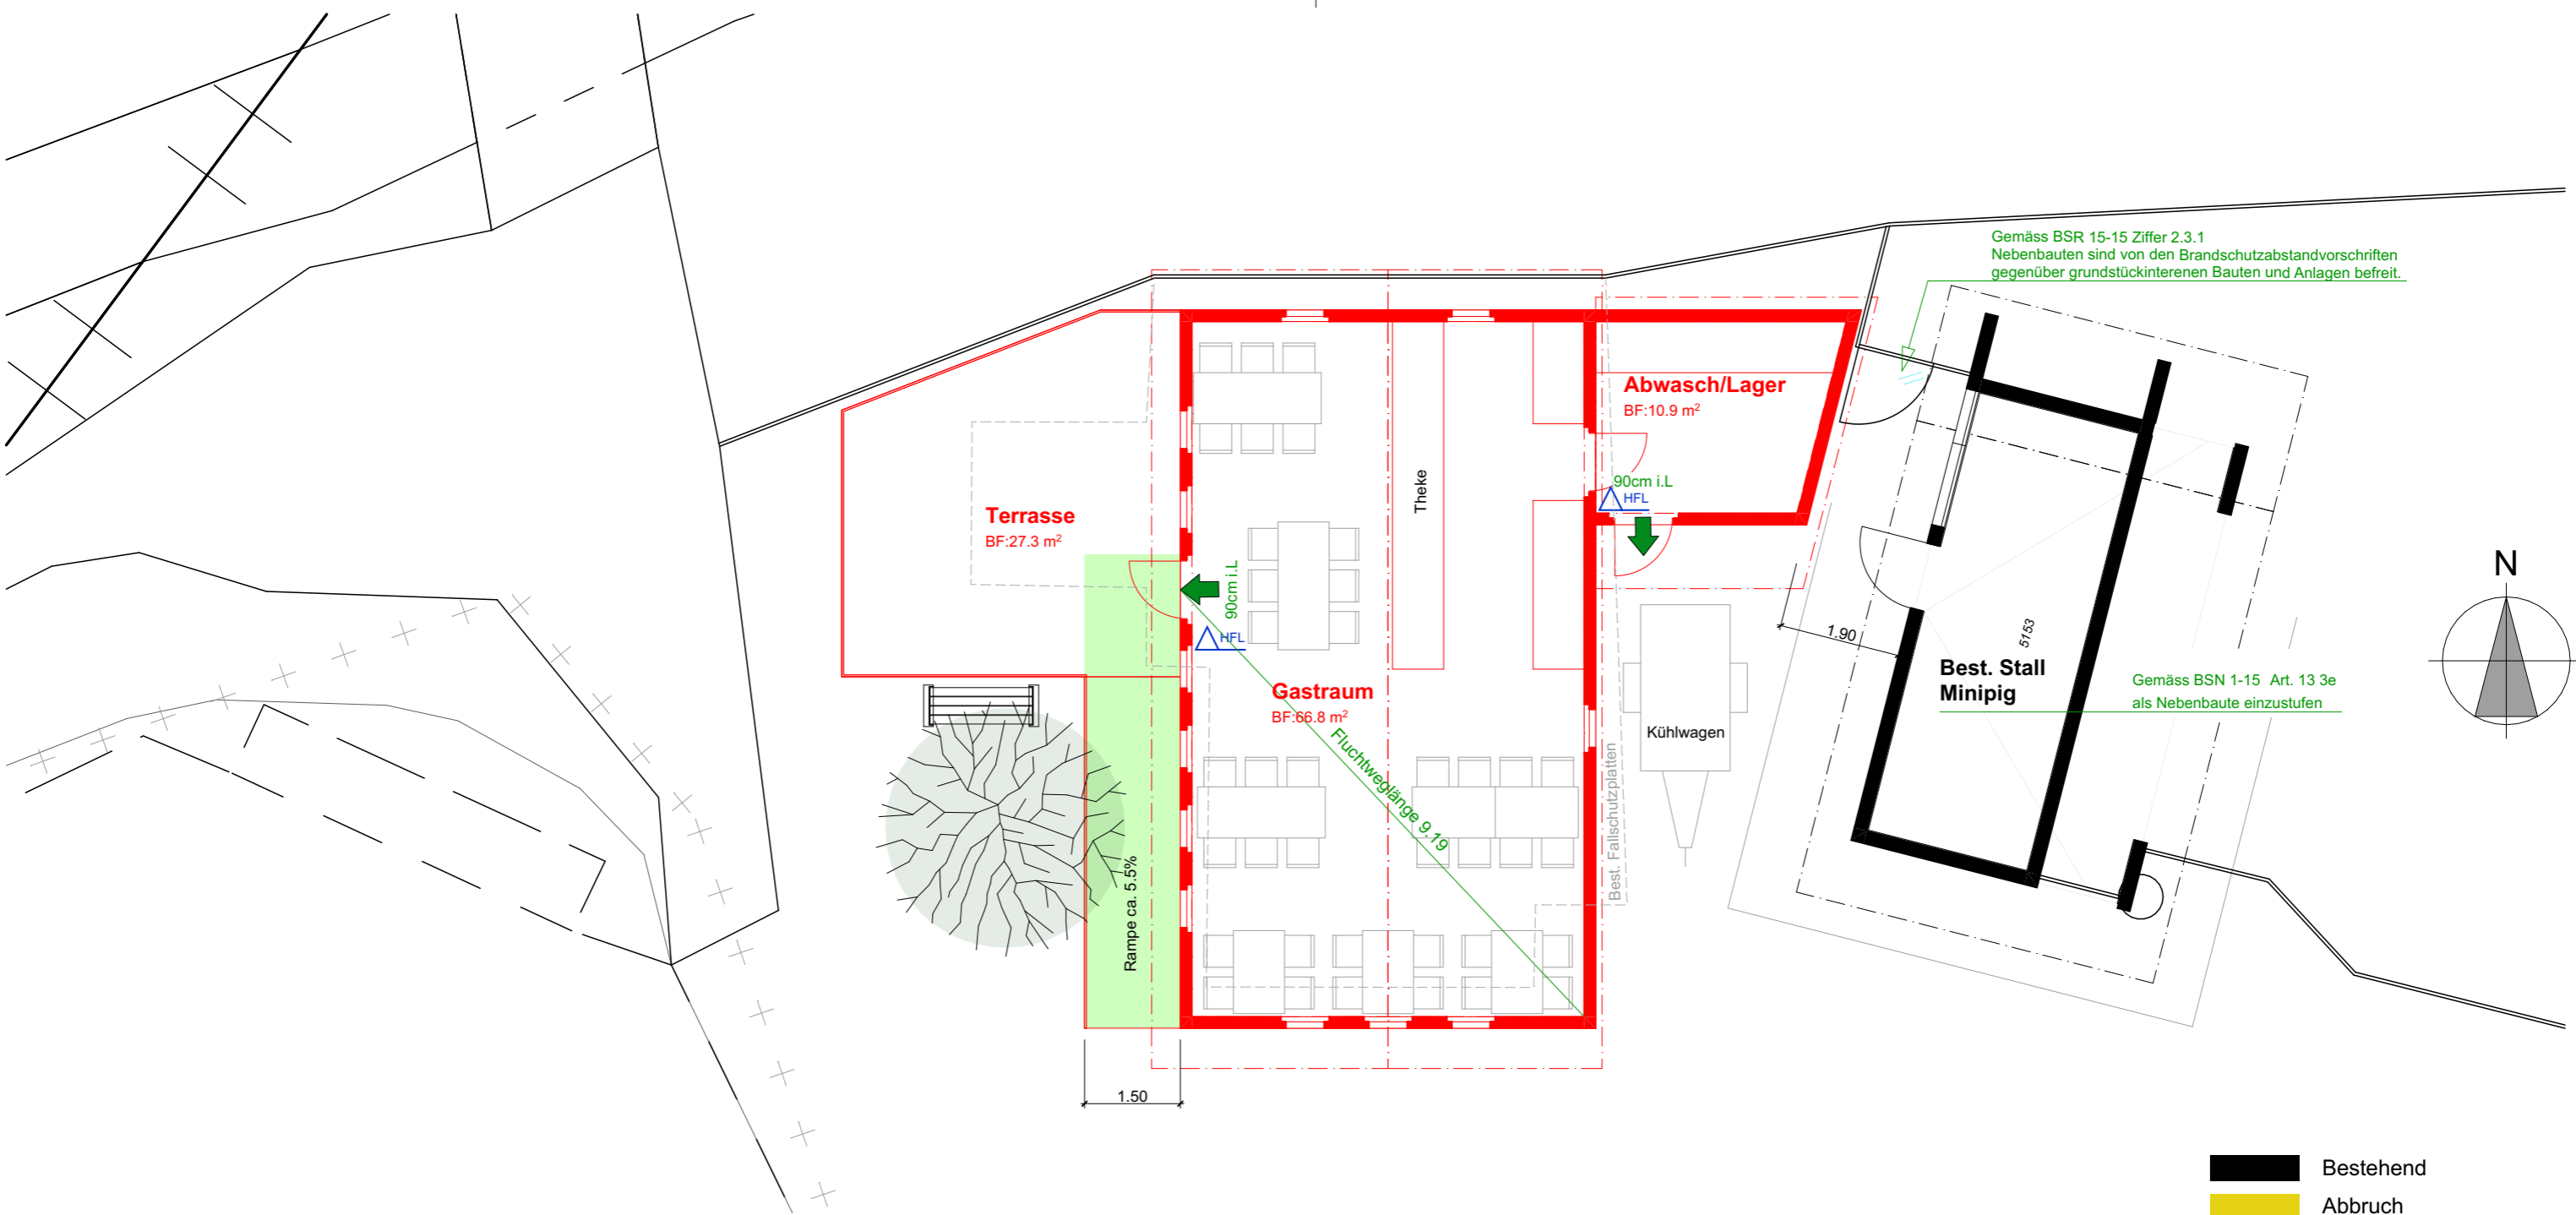 Gemäss BSR 15-15 Ziffer 2.3.1
Nebenbauten sind von den Brandschutzabstandvorschriften
gegenüber grundstückinterenen Bauten und Anlagen befreit.
Abwasch/Lager
BF:10.9 m²
Theke
90cm i.L
HFL
Terrasse
BF:27.3 m²
90cm i.L
HFL
N
1.90
5153
Best. Stall
Minipig
Gemäss BSN 1-15 Art. 13 3e
als Nebenbaute einzustufen
Gastraum
BF:66.8 m²
Fluchtweglänge 9.19
Kühlwagen
Best. Fallschutzplatten
Rampe ca. 5.5%
1.50
Bestehend
Abbruch